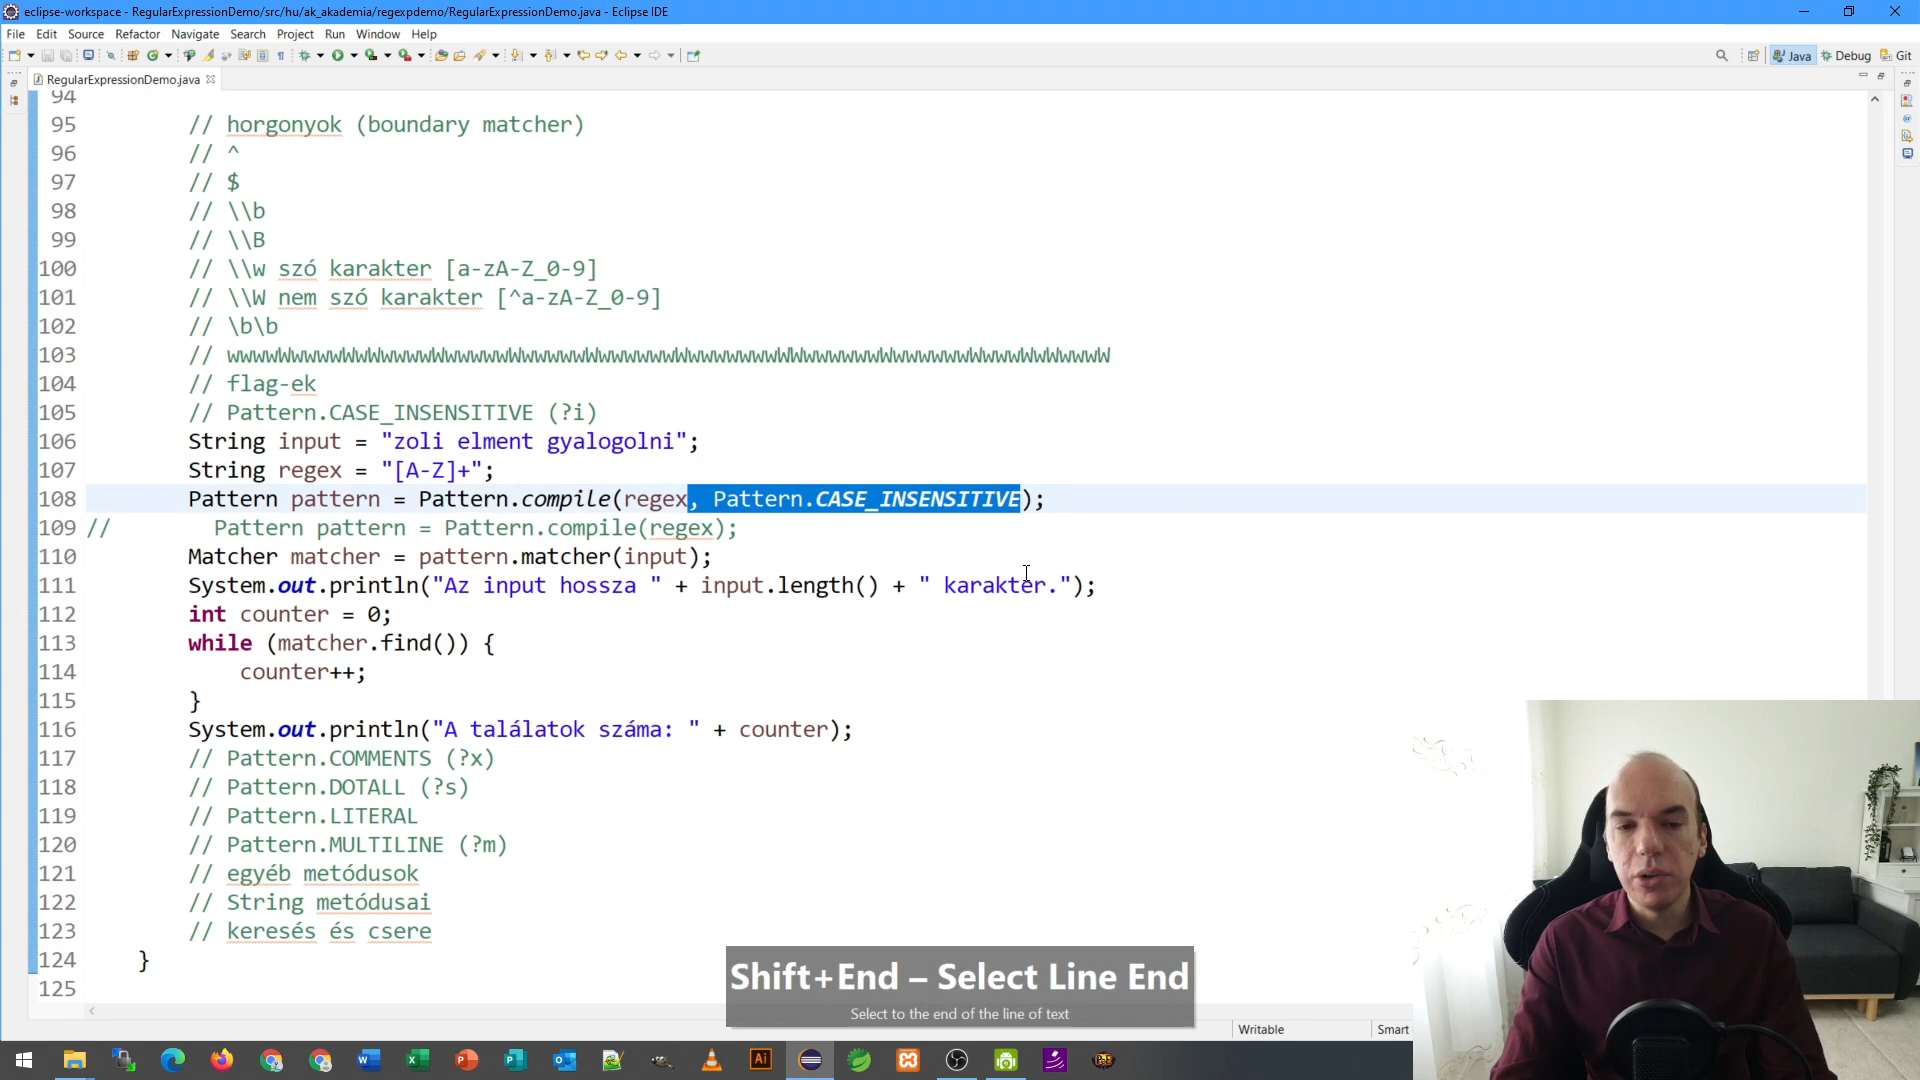 eclipse-workspace - RegularExpressionDemo/src/hu/ak_akademia/regexpdemo/RegularExpressionDemo.java - Eclipse IDE
File Edit Source Refactor Navigate Search Project Run Window Help
Java Debug Git
RegularExpressionDemo.java
94
95 // horgonyok (boundary matcher)
96 // ^
97 // $
98 // \\b
99 // \\B
100 // \\w szó karakter [a-zA-Z_0-9]
101 // \\W nem szó karakter [^a-zA-Z_0-9]
102 // \b\b
103 //
104 // flag-ek
105 // Pattern.CASE_INSENSITIVE (?i)
106 String input = "zoli elment gyalogolni";
107 String regex = "[A-Z]+";
108 Pattern pattern = Pattern.compile(regex, Pattern.CASE_INSENSITIVE);
109 // Pattern pattern = Pattern.compile(regex);
110 Matcher matcher = pattern.matcher(input);
111 System.out.println("Az input hossza " + input.length() + " karakter.");
112 int counter = 0;
113 while (matcher.find()) {
114 counter++;
115 }
116 System.out.println("A találatok száma: " + counter);
117 // Pattern.COMMENTS (?x)
118 // Pattern.DOTALL (?s)
119 // Pattern.LITERAL
120 // Pattern.MULTILINE (?m)
121 // egyéb metódusok
122 // String metódusai
123 // keresés és csere
124 }
125
Shift+End – Select Line End
Select to the end of the line of text
Writable Smart